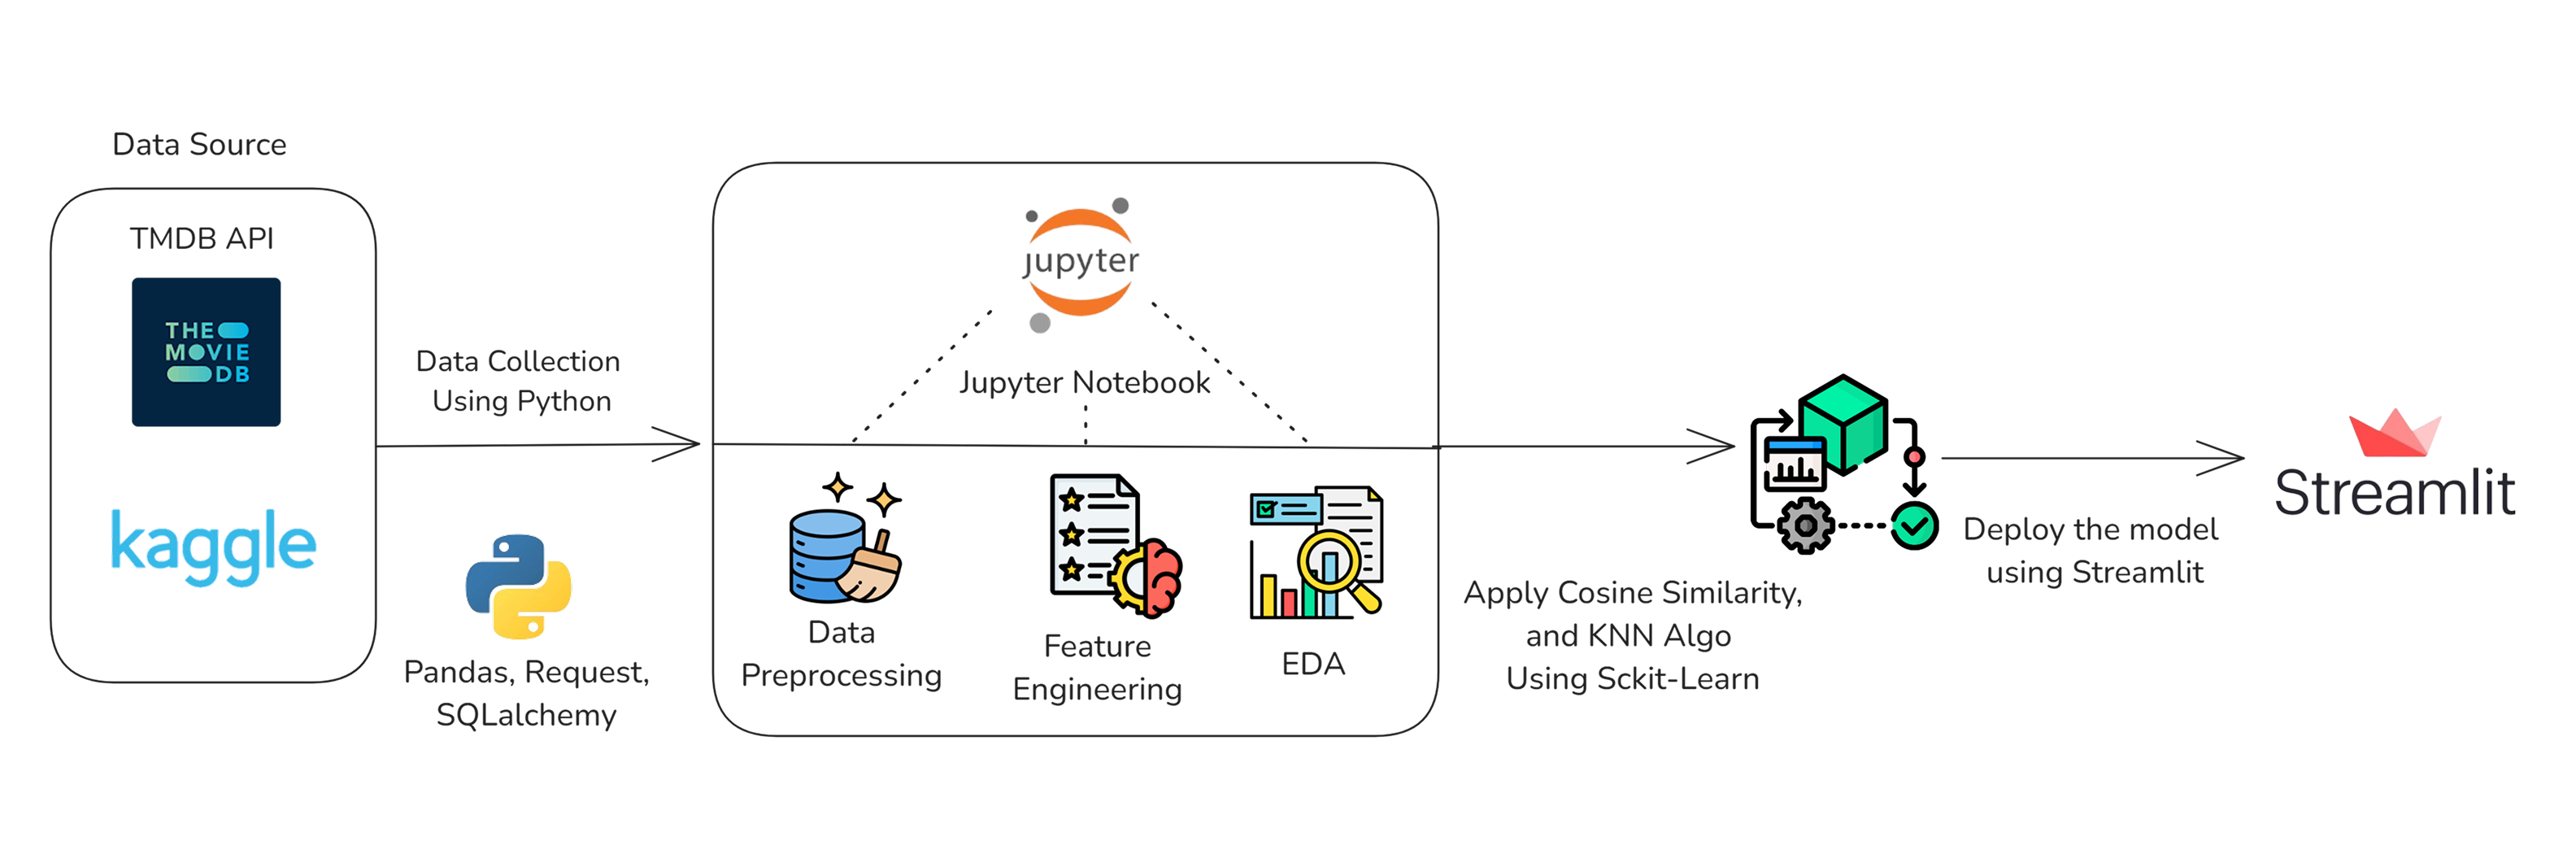 Data Source
TMDB API
THE
MOVIE
DB
kaggle
Data Collection
Using Python
Pandas, Request,
SQLalchemy
jupyter
Jupyter Notebook
Data
Preprocessing
Feature
Engineering
EDA
Apply Cosine Similarity,
and KNN Algo
Using Sckit-Learn
Deploy the model
using Streamlit
Streamlit